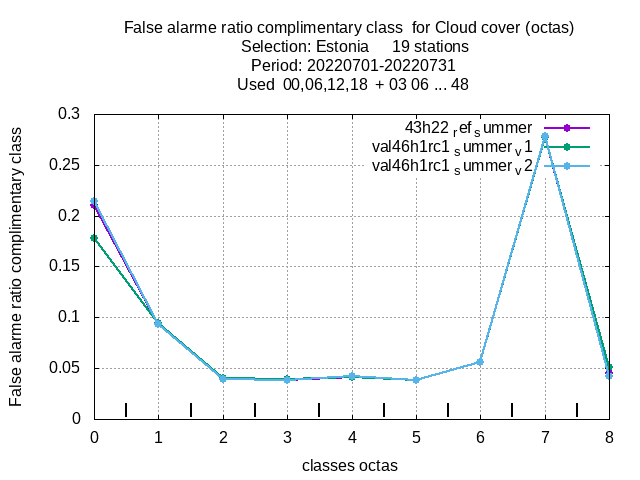 False alarme ratio complimentary class  for Cloud cover (octas)
Selection: Estonia     19 stations
Period: 20220701-20220731
Used  00,06,12,18  + 03 06 ... 48
43h22 ref summer
val46h1rc1 summer v1
val46h1rc1 summer v2
False alarme ratio complimentary class
0.3
0.25
0.2
0.15
0.1
0.05
0
0 1 2 3 4 5 6 7 8
classes octas